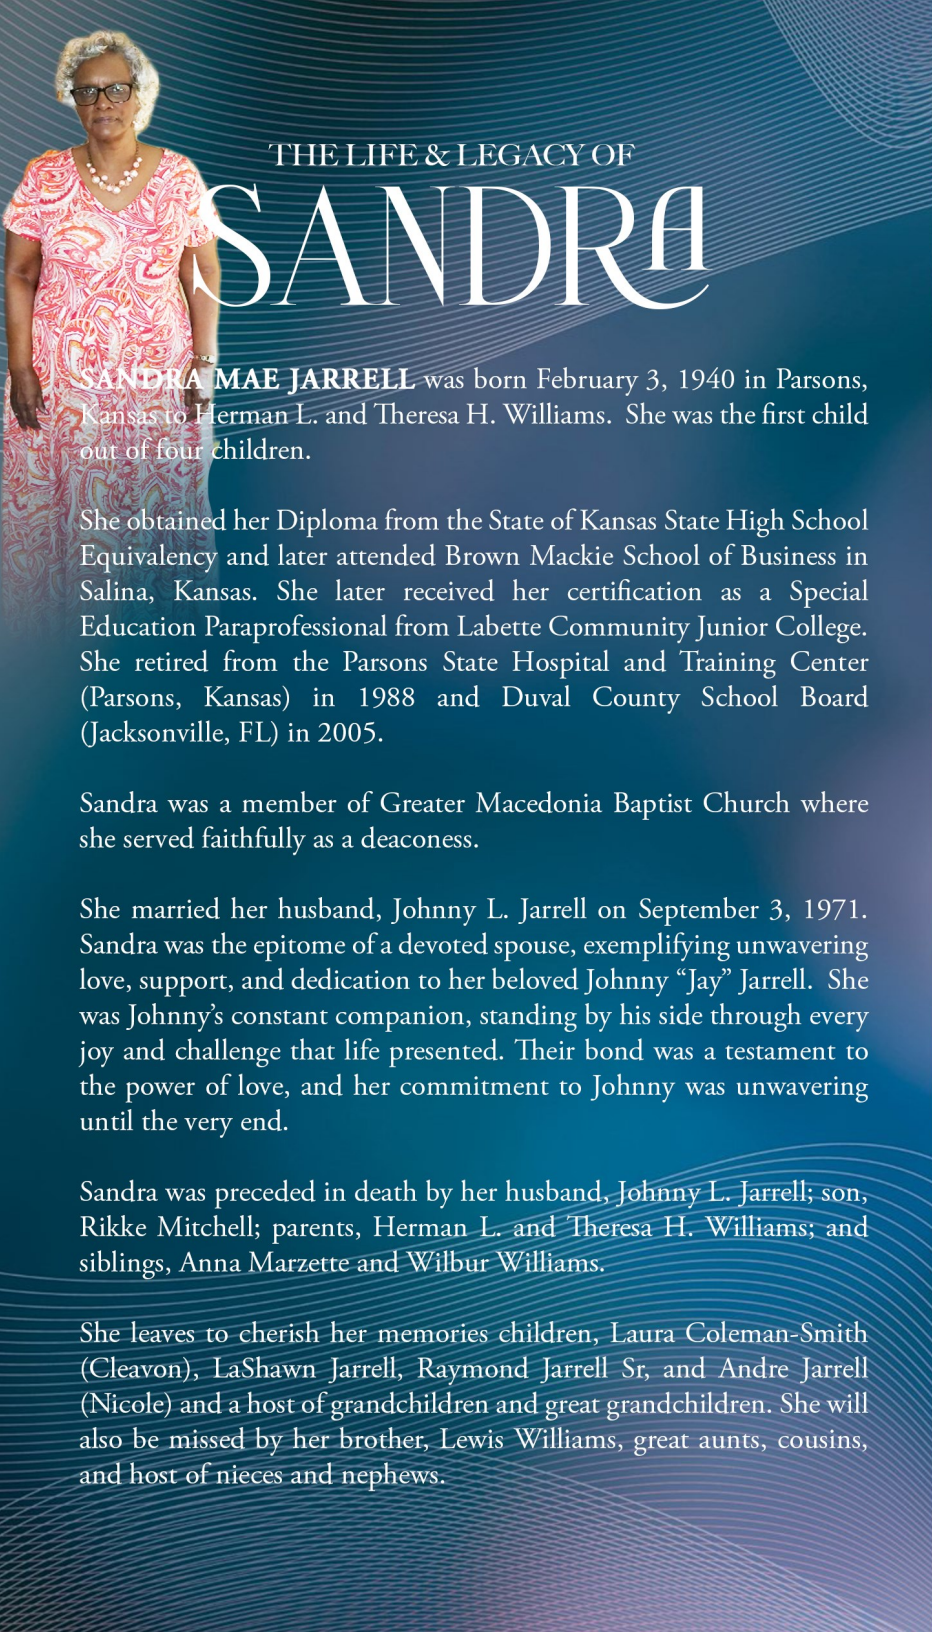 THE LIFE & LEGACY OF
SANDRA
SANDRA MAE JARRELL was born February 3, 1940 in Parsons,
Kansas to Herman L. and Theresa H. Williams.  She was the first child
out of four children.
She obtained her Diploma from the State of Kansas State High School
Equivalency and later attended Brown Mackie School of Business in
Salina, Kansas. She later received her certification as a Special
Education Paraprofessional from Labette Community Junior College.
She retired from the Parsons State Hospital and Training Center
(Parsons, Kansas) in 1988 and Duval County School Board
(Jacksonville, FL) in 2005.
Sandra was a member of Greater Macedonia Baptist Church where
she served faithfully as a deaconess.
She married her husband, Johnny L. Jarrell on September 3, 1971.
Sandra was the epitome of a devoted spouse, exemplifying unwavering
love, support, and dedication to her beloved Johnny “Jay” Jarrell.  She
was Johnny’s constant companion, standing by his side through every
joy and challenge that life presented. Their bond was a testament to
the power of love, and her commitment to Johnny was unwavering
until the very end.
Sandra was preceded in death by her husband, Johnny L. Jarrell; son,
Rikke Mitchell; parents, Herman L. and Theresa H. Williams; and
siblings, Anna Marzette and Wilbur Williams.
She leaves to cherish her memories children, Laura Coleman-Smith
(Cleavon), LaShawn Jarrell, Raymond Jarrell Sr, and Andre Jarrell
(Nicole) and a host of grandchildren and great grandchildren. She will
also be missed by her brother, Lewis Williams, great aunts, cousins,
and host of nieces and nephews.